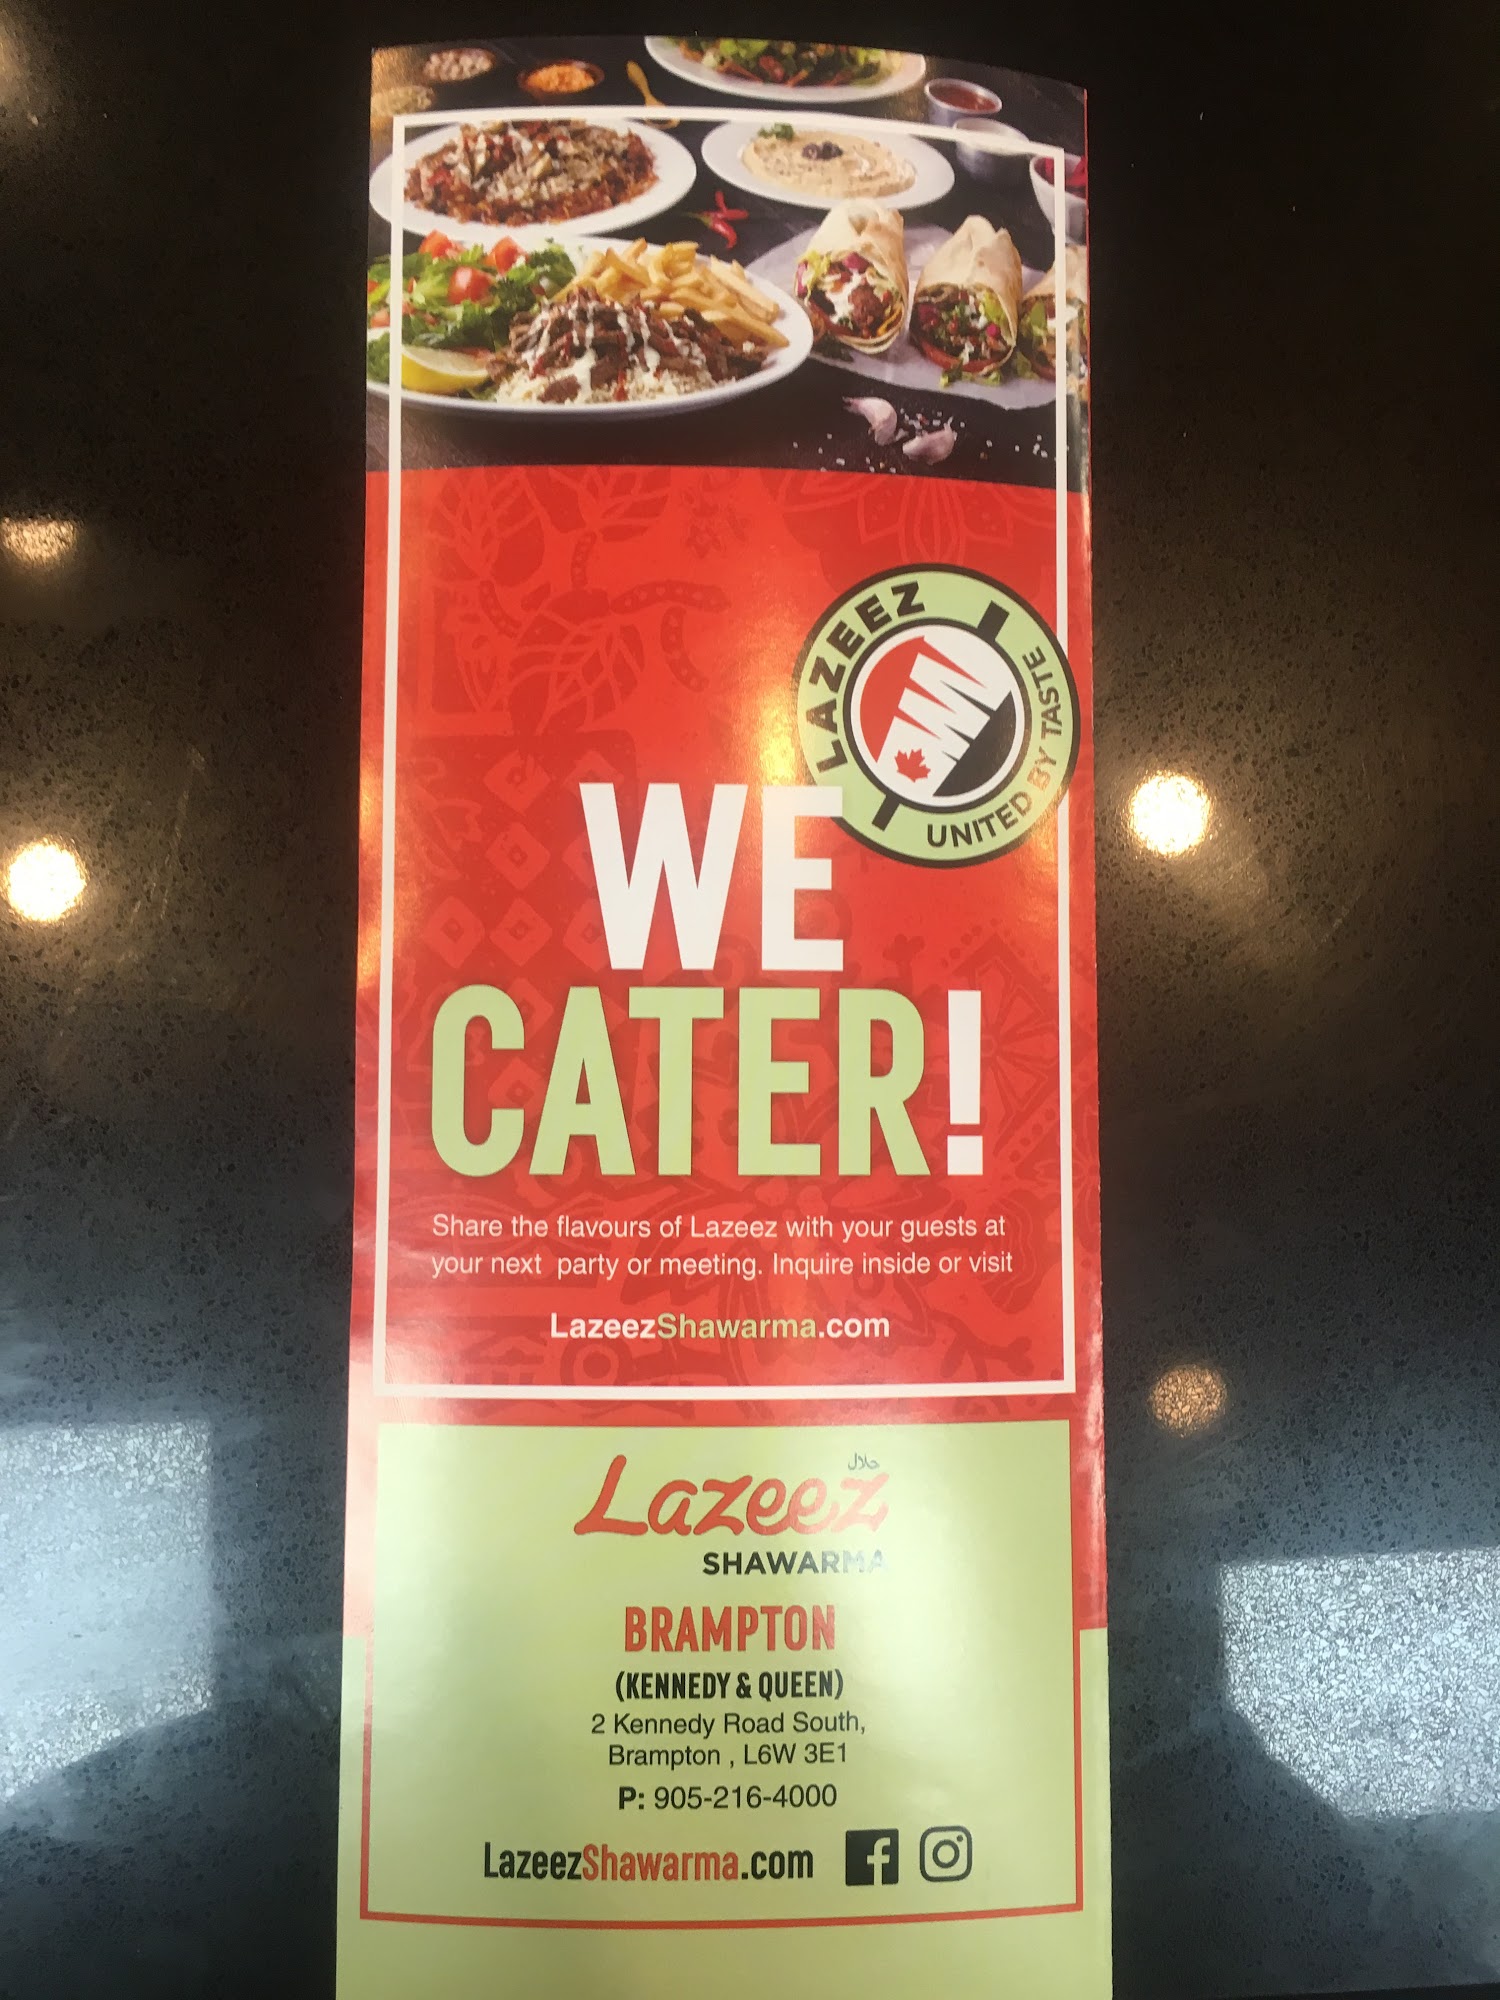 LAZEEZ
UNITED BY TASTE
WE
CATER!
Share the flavours of Lazeez with your guests at
your next party or meeting. Inquire inside or visit
LazeezShawarma.com
حلال
Lazeez
SHAWARMA
BRAMPTON
(KENNEDY & QUEEN)
2 Kennedy Road South,
Brampton , L6W 3E1
P: 905-216-4000
LazeezShawarma.com